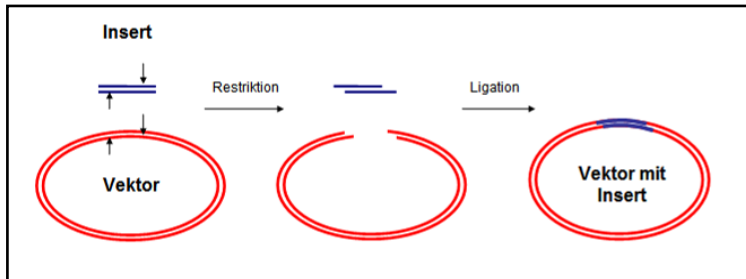 Insert
Restriktion
Ligation
Vektor
Vektor mit
Insert